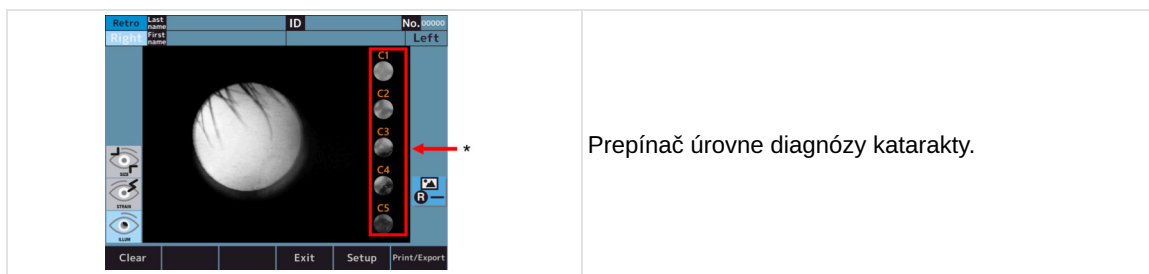 Retro Last name ID No. 00000
Right First name Left
C1
C2
C3
*
Prepínač úrovne diagnózy katarakty.
SIZE
C4
R
STRAIN
C5
ILLUM
Clear Exit Setup Print/Export